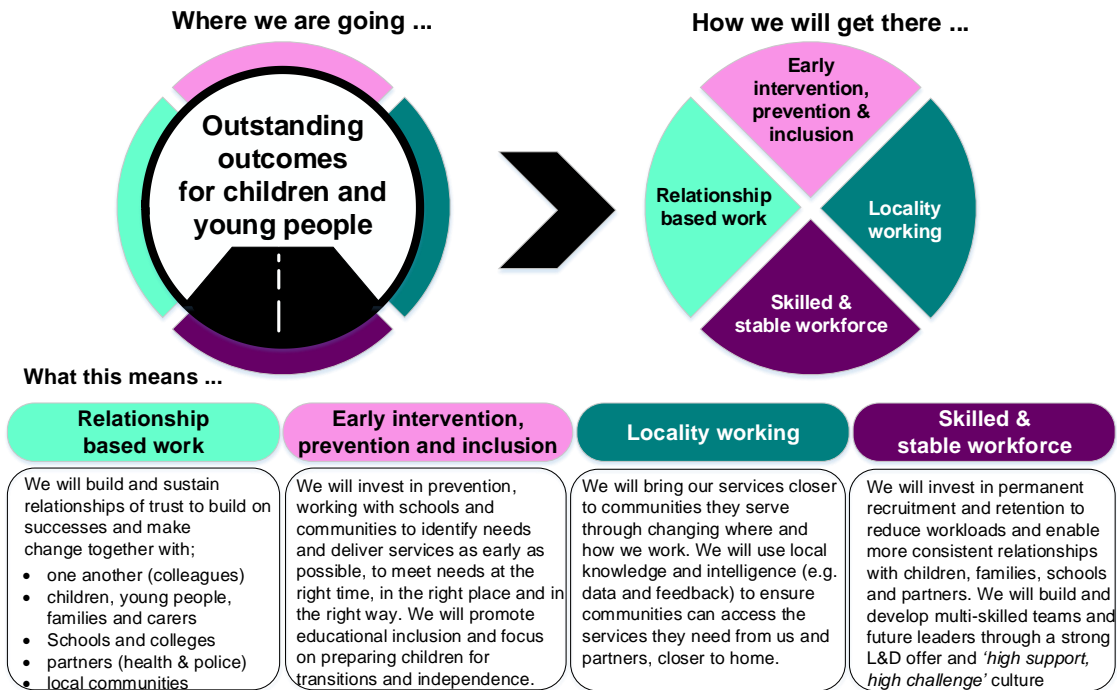 Where we are going ...
Outstanding
outcomes
for children and
young people
How we will get there ...
Early
intervention,
prevention &
inclusion
Relationship
based work
Locality
working
Skilled &
stable workforce
What this means ...
Relationship
based work
We will build and sustain
relationships of trust to build on
successes and make
change together with;
• one another (colleagues)
• children, young people,
families and carers
• Schools and colleges
• partners (health & police)
• local communities
Early intervention,
prevention and inclusion
We will invest in prevention,
working with schools and
communities to identify needs
and deliver services as early as
possible, to meet needs at the
right time, in the right place and in
the right way. We will promote
educational inclusion and focus
on preparing children for
transitions and independence.
Locality working
We will bring our services closer
to communities they serve
through changing where and
how we work. We will use local
knowledge and intelligence (e.g.
data and feedback) to ensure
communities can access the
services they need from us and
partners, closer to home.
Skilled &
stable workforce
We will invest in permanent
recruitment and retention to
reduce workloads and enable
more consistent relationships
with children, families, schools
and partners. We will build and
develop multi-skilled teams and
future leaders through a strong
L&D offer and ‘high support,
high challenge’ culture